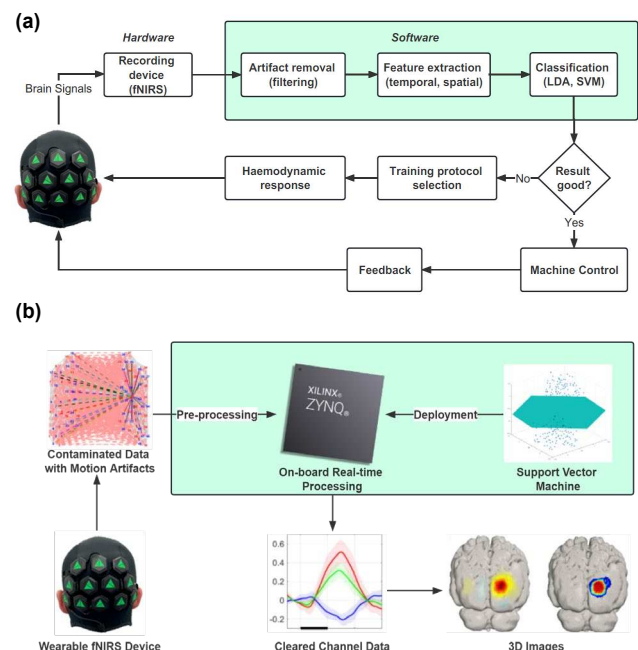 (a)
Hardware
Software
Recording
device
(fNIRS)
Artifact removal
(filtering)
Feature extraction
(temporal, spatial)
Classification
(LDA, SVM)
Brain Signals
Haemodynamic
response
Training protocol
selection
No
Result
good?
Yes
Feedback
Machine Control
(b)
Pre-processing
XILINX®
ZYNQ®
Deployment
Contaminated Data
with Motion Artifacts
On-board Real-time
Processing
Support Vector
Machine
0.6
0.4
0.2
0
-0.2
Wearable fNIRS Device
Cleared Channel Data
3D Images